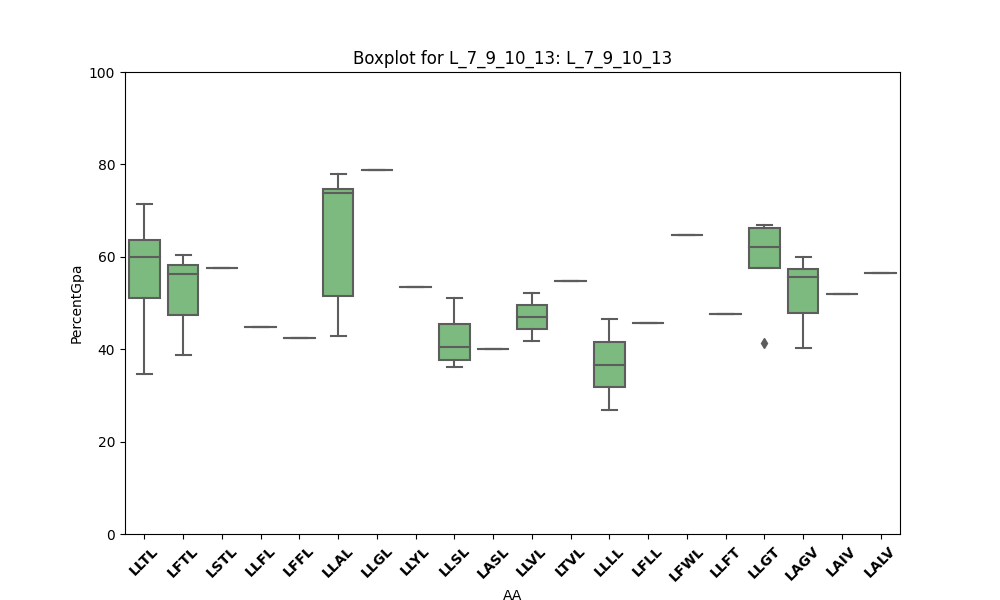 Boxplot for L_7_9_10_13: L_7_9_10_13
PercentGpa
100
80
60
40
20
0
LLTL LFTL LSTL LLFL LFFL LLAL LLGL LLYL LLSL LASL LLVL LTVL LLLL LFLL LFWL LLFT LLGT LAGV LAIV LALV
AA